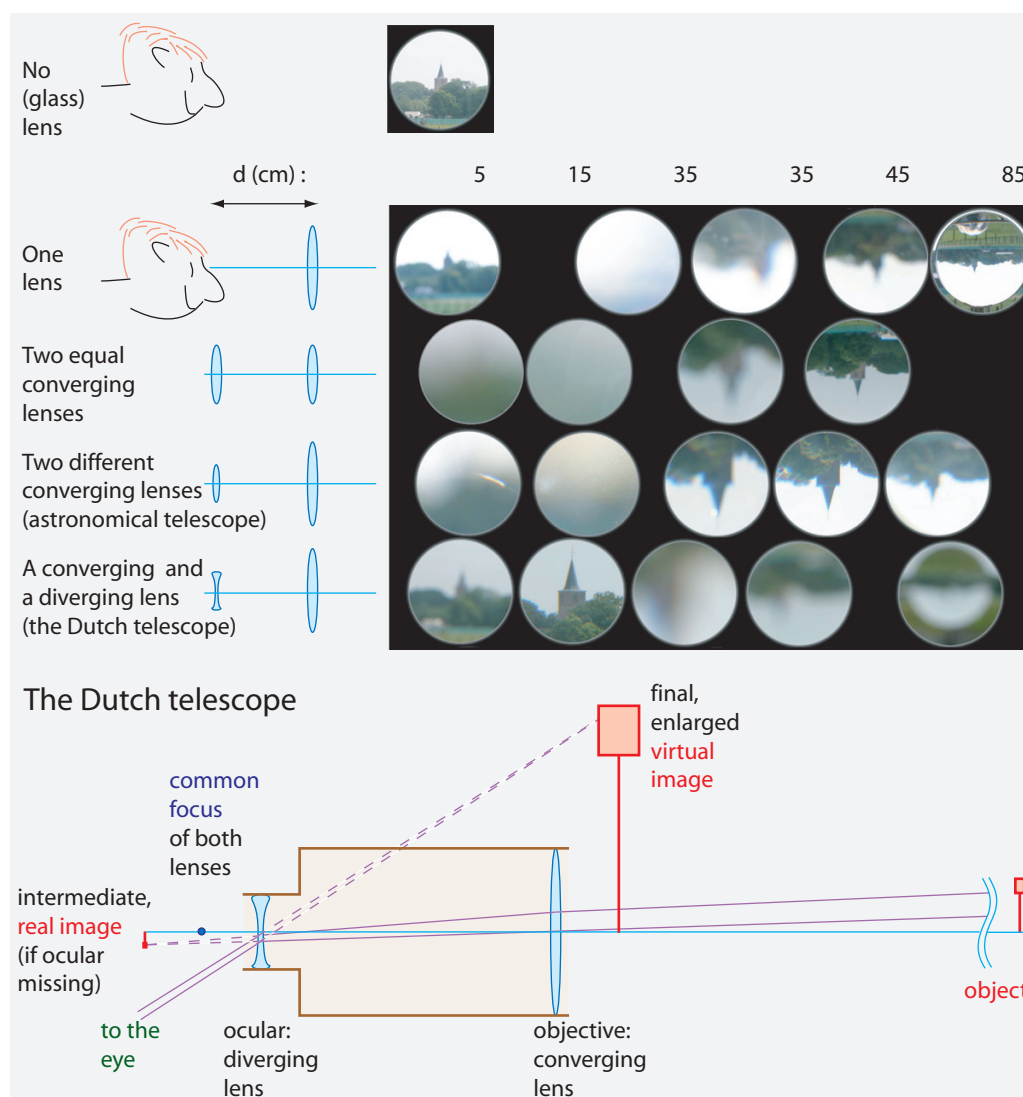 No
(glass)
lens
d (cm) :
5 15 35 35 45 85
One
lens
Two equal
converging
lenses
Two different
converging lenses
(astronomical telescope)
A converging and
a diverging lens
(the Dutch telescope)
The Dutch telescope
final,
enlarged
virtual
image
common
focus
of both
lenses
intermediate,
real image
(if ocular
missing)
object
to the
eye
ocular:
diverging
lens
objective:
converging
lens